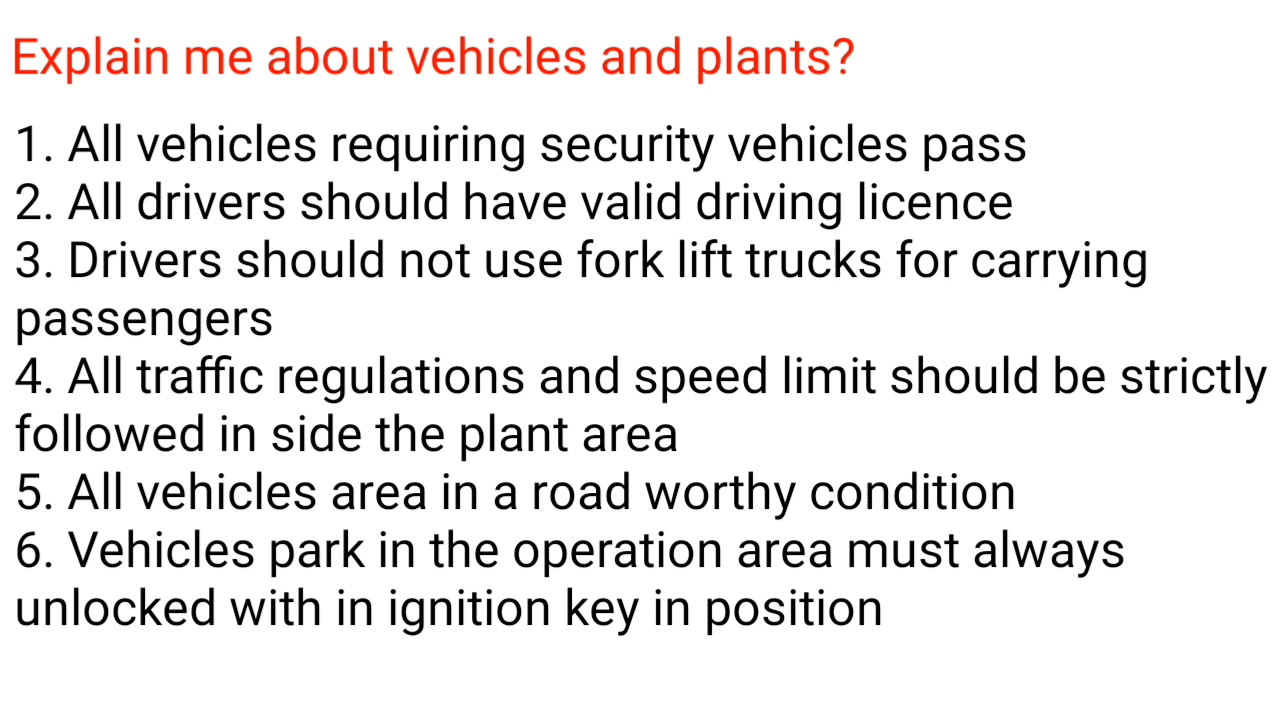 Explain me about vehicles and plants?
1. All vehicles requiring security vehicles pass
2. All drivers should have valid driving licence
3. Drivers should not use fork lift trucks for carrying
passengers
4. All traffic regulations and speed limit should be strictly
followed in side the plant area
5. All vehicles area in a road worthy condition
6. Vehicles park in the operation area must always
unlocked with in ignition key in position